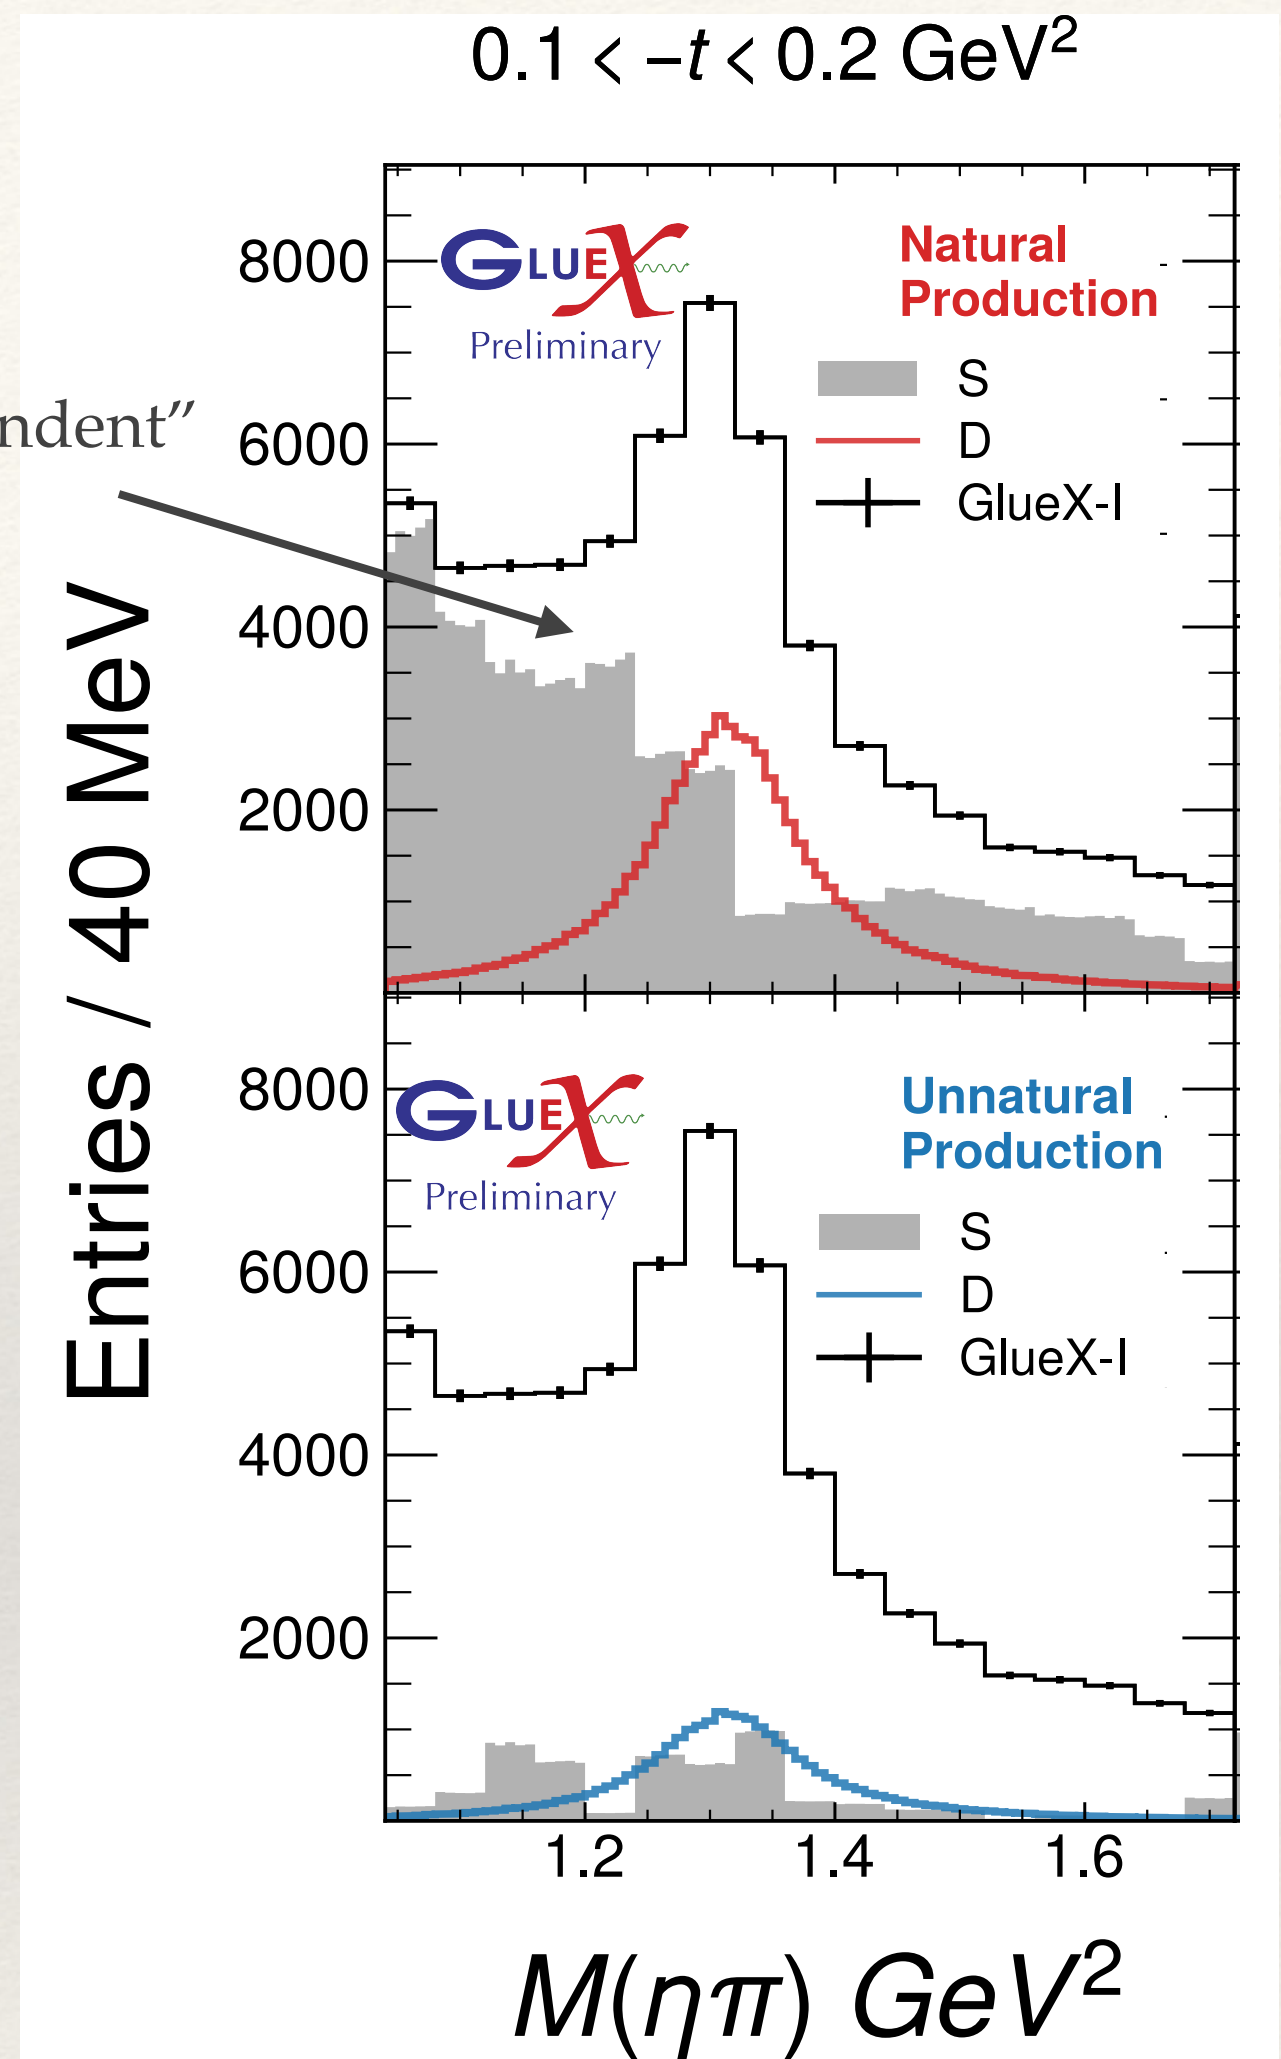 0.1 < −t < 0.2 GeV²
8000
6000
4000
2000
GLUEX
Preliminary
Natural
Production
S
D
GlueX-I
ndent”
Entries / 40 MeV
8000
6000
4000
2000
GLUEX
Preliminary
Unnatural
Production
S
D
GlueX-I
1.2 1.4 1.6
M(ηπ) GeV²